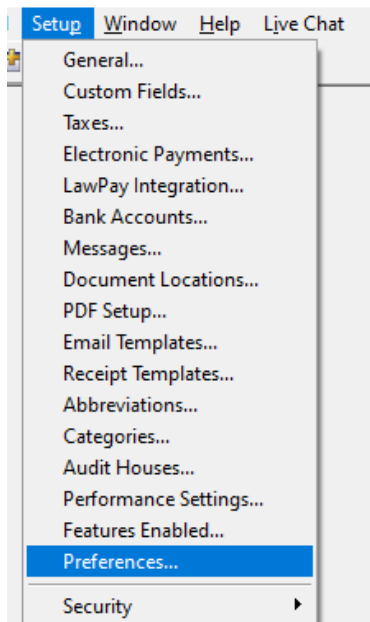 Setup Window Help Live Chat
General...
Custom Fields...
Taxes...
Electronic Payments...
LawPay Integration...
Bank Accounts...
Messages...
Document Locations...
PDF Setup...
Email Templates...
Receipt Templates...
Abbreviations...
Categories...
Audit Houses...
Performance Settings...
Features Enabled...
Preferences...
Security